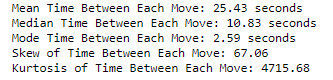 Mean Time Between Each Move: 25.43 seconds
Median Time Between Each Move: 10.83 seconds
Mode Time Between Each Move: 2.59 seconds
Skew of Time Between Each Move: 67.06
Kurtosis of Time Between Each Move: 4715.68